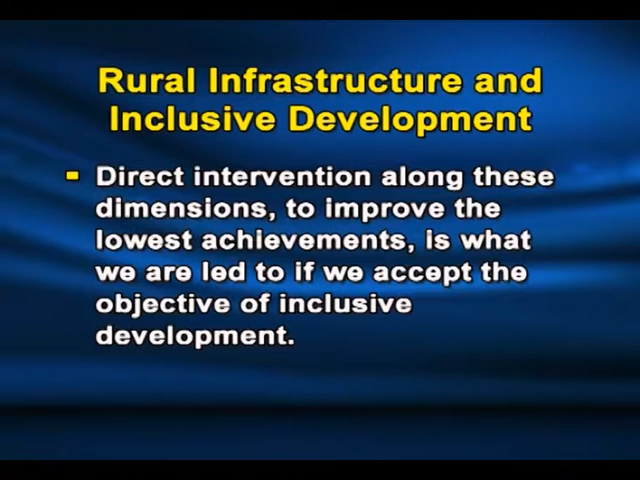 Rural Infrastructure and
Inclusive Development
Direct intervention along these
dimensions, to improve the
lowest achievements, is what
we are led to if we accept the
objective of inclusive
development.